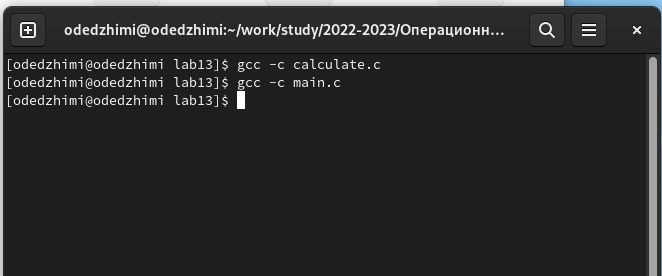 odedzhimi@odedzhimi:~/work/study/2022-2023/Операционн...
[odedzhimi@odedzhimi lab13]$ gcc -c calculate.c
[odedzhimi@odedzhimi lab13]$ gcc -c main.c
[odedzhimi@odedzhimi lab13]$